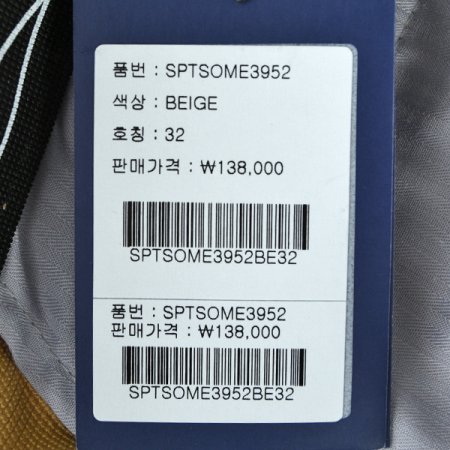 품번 : SPTSOME3952
색상 : BEIGE
호칭 : 32
판매가격 : ₩138,000
SPTSOME3952BE32
품번 : SPTSOME3952
판매가격 : ₩138,000
SPTSOME3952BE32